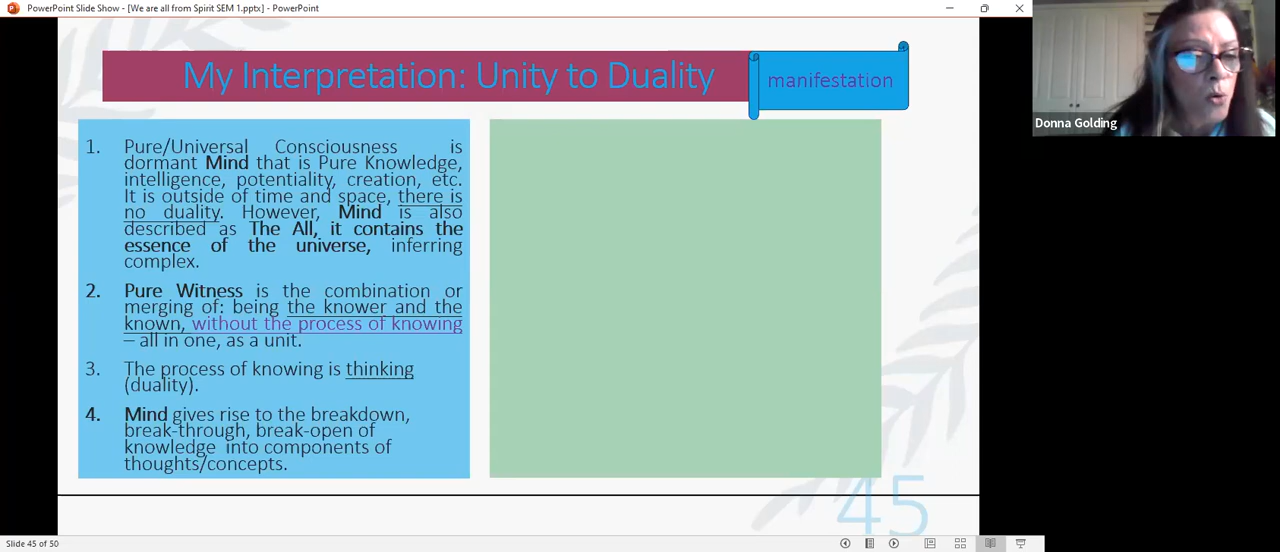 PowerPoint Slide Show - [We are all from Spirit SEM 1.pptx] - PowerPoint
My Interpretation: Unity to Duality
manifestation
Donna Golding
1. Pure/Universal Consciousness is
dormant Mind that is Pure Knowledge,
intelligence, potentiality, creation, etc.
It is outside of time and space, there is
no duality. However, Mind is also
described as The All, it contains the
essence of the universe, inferring
complex.
2. Pure Witness is the combination or
merging of: being the knower and the
known, without the process of knowing
– all in one, as a unit.
3. The process of knowing is thinking
(duality).
4. Mind gives rise to the breakdown,
break-through, break-open of
knowledge into components of
thoughts/concepts.
45
Slide 45 of 50